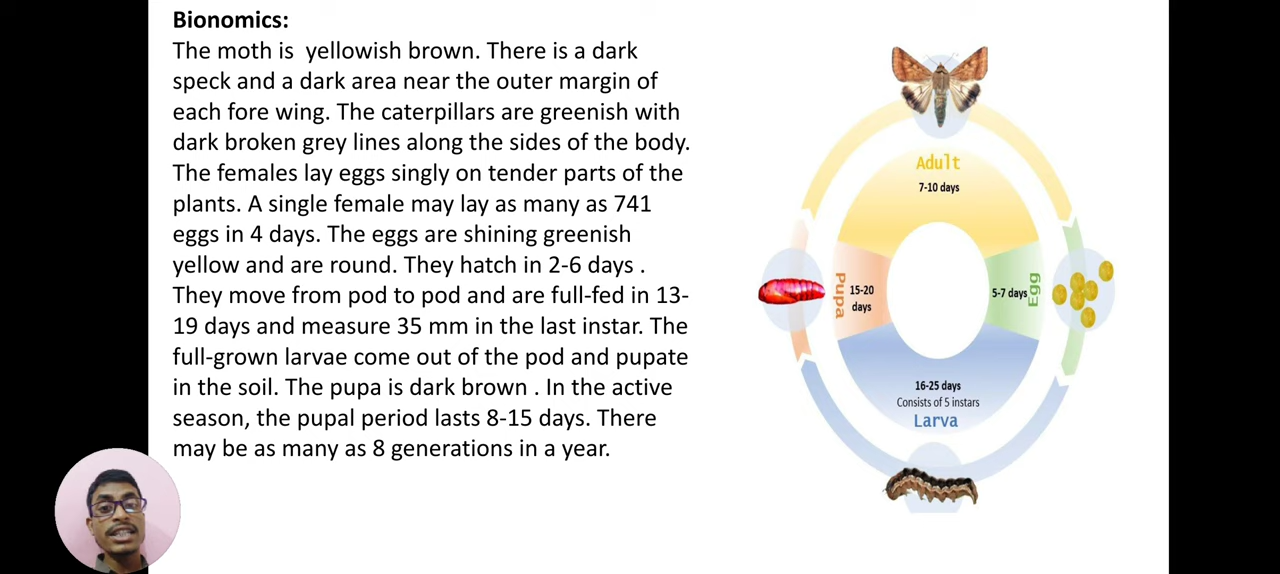 Bionomics:
The moth is  yellowish brown. There is a dark
speck and a dark area near the outer margin of
each fore wing. The caterpillars are greenish with
dark broken grey lines along the sides of the body.
The females lay eggs singly on tender parts of the
plants. A single female may lay as many as 741
eggs in 4 days. The eggs are shining greenish
yellow and are round. They hatch in 2-6 days .
They move from pod to pod and are full-fed in 13-
19 days and measure 35 mm in the last instar. The
full-grown larvae come out of the pod and pupate
in the soil. The pupa is dark brown . In the active
season, the pupal period lasts 8-15 days. There
may be as many as 8 generations in a year.
Adult
7-10 days
Pupa
15-20
days
5-7 days
Egg
16-25 days
Consists of 5 instars
Larva